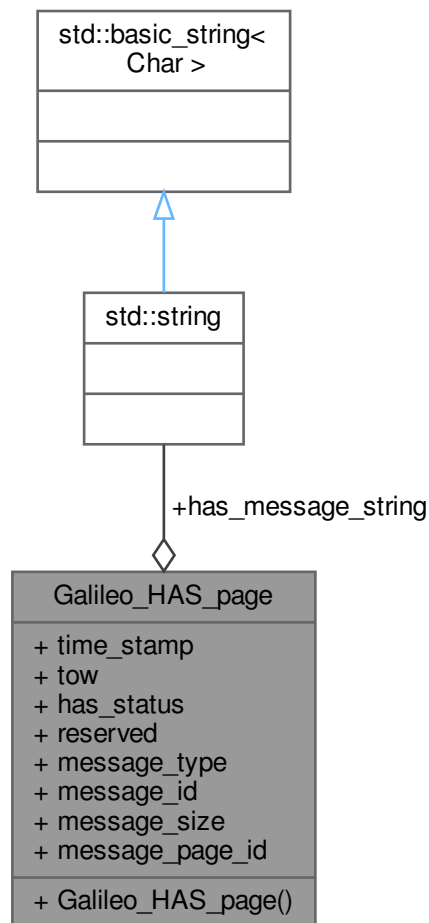 std::basic_string<
Char >
std::string
+has_message_string
Galileo_HAS_page
+ time_stamp
+ tow
+ has_status
+ reserved
+ message_type
+ message_id
+ message_size
+ message_page_id
+ Galileo_HAS_page()